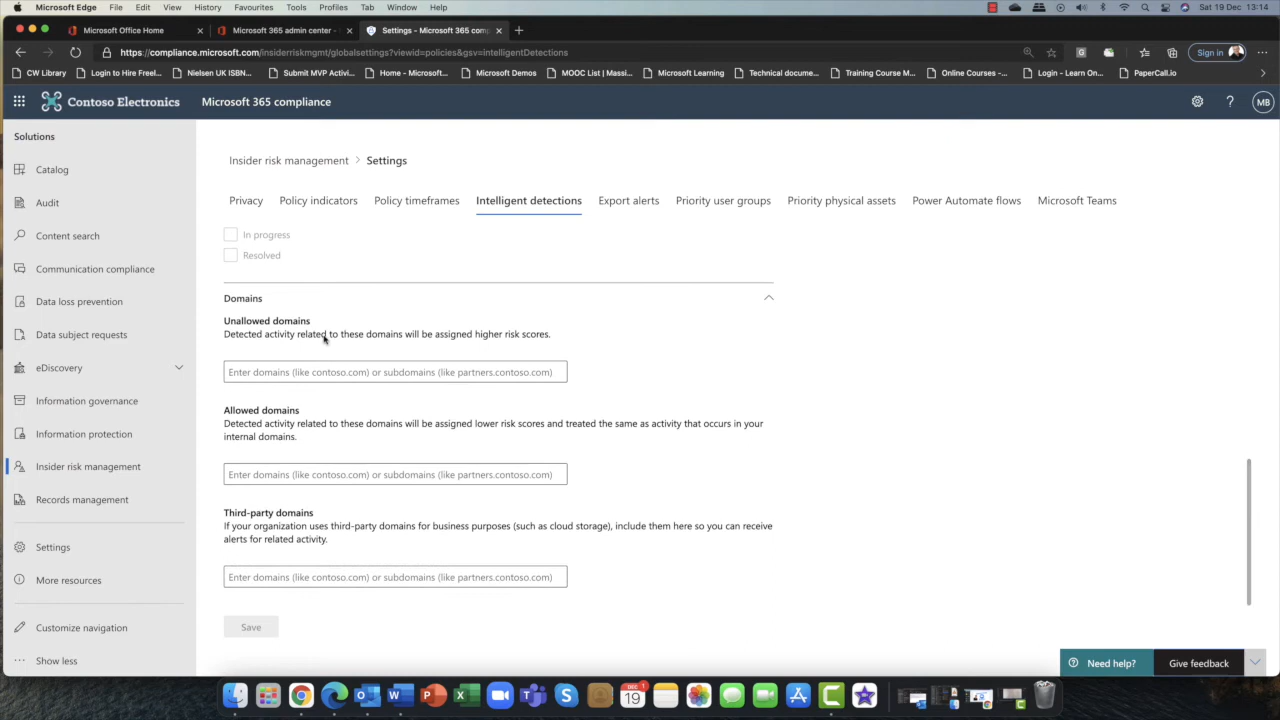 Microsoft Edge File Edit View History Favourites Tools Profiles Tab Window Help Sat 19 Dec 13:14
Microsoft Office Home Microsoft 365 admin center - Settings - Microsoft 365 com
https://compliance.microsoft.com/insiderriskmgmt/globalsettings?viewid=policies&gsv=intelligentDetections Sign in
CW Library Login to Hire Freel... Nielsen UK ISBN... Submit MVP Activi... Home - Microsoft... Microsoft Demos MOOC List | Massi... Microsoft Learning Technical docume... Training Course M... Online Courses –... Login - Learn On... PaperCall.io
Contoso Electronics Microsoft 365 compliance MB
Solutions
Catalog
Audit
Content search
Communication compliance
Data loss prevention
Data subject requests
eDiscovery
Information governance
Information protection
Insider risk management
Records management
Settings
More resources
Customize navigation
Show less
Insider risk management > Settings
Privacy Policy indicators Policy timeframes Intelligent detections Export alerts Priority user groups Priority physical assets Power Automate flows Microsoft Teams
In progress
Resolved
Domains
Unallowed domains
Detected activity related to these domains will be assigned higher risk scores.
Enter domains (like contoso.com) or subdomains (like partners.contoso.com)
Allowed domains
Detected activity related to these domains will be assigned lower risk scores and treated the same as activity that occurs in your
internal domains.
Enter domains (like contoso.com) or subdomains (like partners.contoso.com)
Third-party domains
If your organization uses third-party domains for business purposes (such as cloud storage), include them here so you can receive
alerts for related activity.
Enter domains (like contoso.com) or subdomains (like partners.contoso.com)
Save
Need help? Give feedback
DEC 1
19